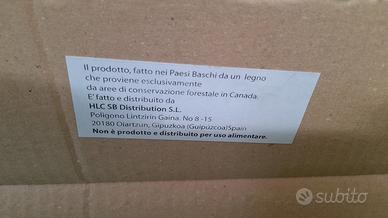 Il prodotto, fatto nei Paesi Baschi da un legno
che proviene esclusivamente
da aree di conservazione forestale in Canada.
E' fatto e distribuito da
HLC SB Distribution S.L.
Poligono Lintzirin Gaina. No 8 -15
20180 Oiartzun, Gipuzkoa (Guipúzcoa)Spain
Non è prodotto e distribuito per uso alimentare.
subito